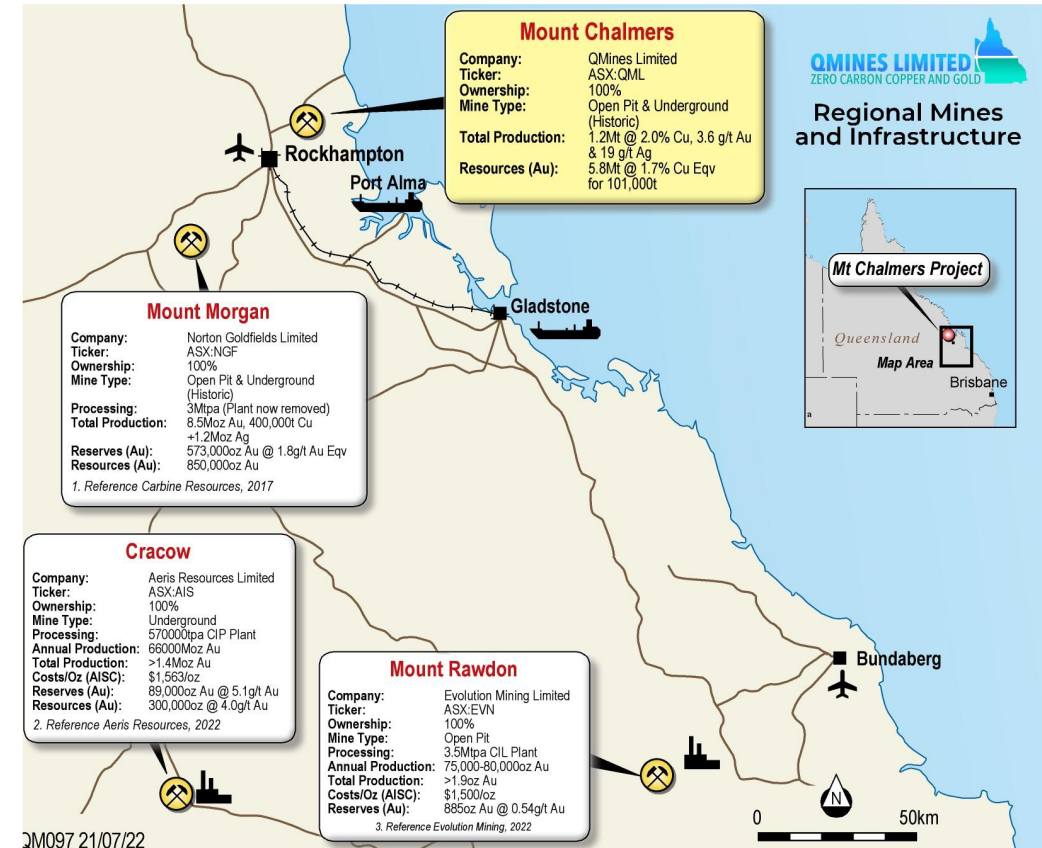 Mount Chalmers
Company: QMines Limited
Ticker: ASX:QML
Ownership: 100%
Mine Type: Open Pit & Underground
(Historic)
Total Production: 1.2Mt @ 2.0% Cu, 3.6 g/t Au
& 19 g/t Ag
Resources (Au): 5.8Mt @ 1.7% Cu Eqv
for 101,000t
QMINES LIMITED
ZERO CARBON COPPER AND GOLD
Regional Mines
and Infrastructure
Rockhampton
Port Alma
Mt Chalmers Project
Queensland
Map Area
Brisbane
a
Gladstone
Mount Morgan
Company: Norton Goldfields Limited
Ticker: ASX:NGF
Ownership: 100%
Mine Type: Open Pit & Underground
(Historic)
Processing: 3Mtpa (Plant now removed)
Total Production: 8.5Moz Au, 400,000t Cu
+1.2Moz Ag
Reserves (Au): 573,000oz Au @ 1.8g/t Au Eqv
Resources (Au): 850,000oz Au
1. Reference Carbine Resources, 2017
Cracow
Company: Aeris Resources Limited
Ticker: ASX:AIS
Ownership: 100%
Mine Type: Underground
Processing: 570000tpa CIP Plant
Annual Production: 66000Moz Au
Total Production: >1.4Moz Au
Costs/Oz (AISC): $1,563/oz
Reserves (Au): 89,000oz Au @ 5.1g/t Au
Resources (Au): 300,000oz @ 4.0g/t Au
2. Reference Aeris Resources, 2022
Mount Rawdon
Company: Evolution Mining Limited
Ticker: ASX:EVN
Ownership: 100%
Mine Type: Open Pit
Processing: 3.5Mtpa CIL Plant
Annual Production: 75,000-80,000oz Au
Total Production: >1.9oz Au
Costs/Oz (AISC): $1,500/oz
Reserves (Au): 885oz Au @ 0.54g/t Au
3. Reference Evolution Mining, 2022
Bundaberg
N
0 50km
QM097 21/07/22